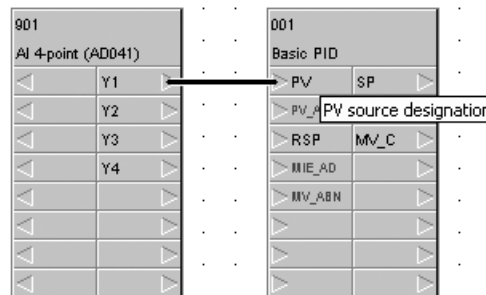 901
AI 4-point (AD041)
Y1
Y2
Y3
Y4
001
Basic PID
PV SP
PV_A
PV source designation
RSP MV_C
MIE_AD
MV_ABN